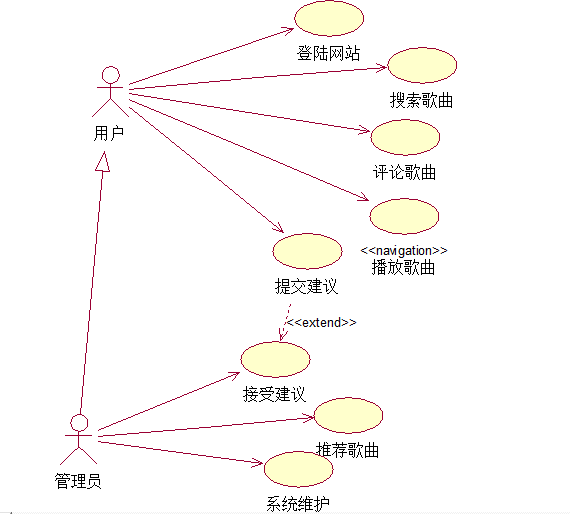 登陆网站
搜索歌曲
用户
评论歌曲
<<navigation>>
播放歌曲
提交建议
<<extend>>
接受建议
推荐歌曲
管理员
系统维护